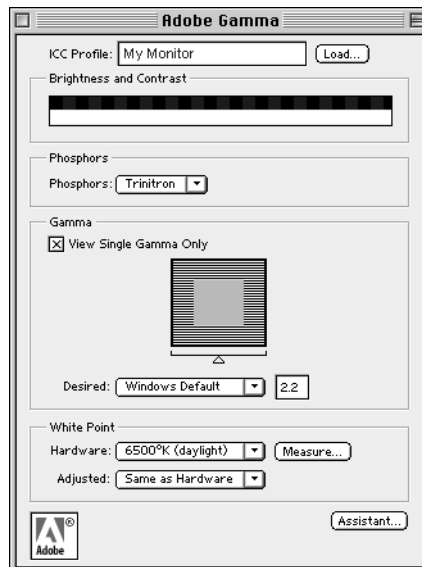 Adobe Gamma
ICC Profile: My Monitor Load...
Brightness and Contrast
Phosphors
Phosphors: Trinitron
Gamma
View Single Gamma Only
Desired: Windows Default 2.2
White Point
Hardware: 6500°K (daylight) Measure...
Adjusted: Same as Hardware
Assistant...
A®
Adobe